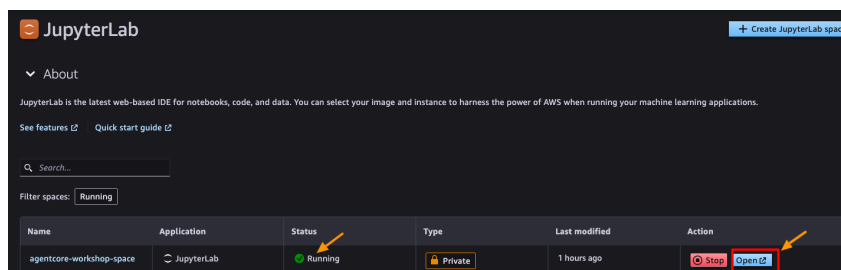 JupyterLab
+ Create JupyterLab spac
About
JupyterLab is the latest web-based IDE for notebooks, code, and data. You can select your image and instance to harness the power of AWS when running your machine learning applications.
See features Quick start guide
Search...
Filter spaces: Running
Name Application Status Type Last modified Action
agentcore-workshop-space JupyterLab Running Private 1 hours ago Stop Open